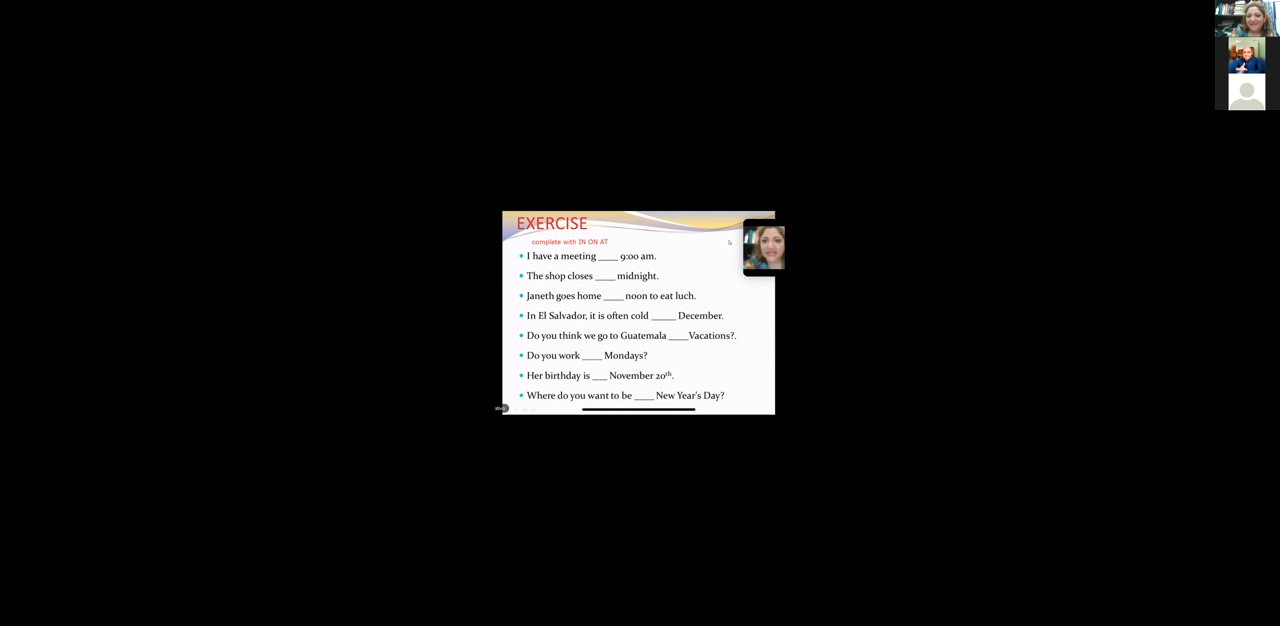 EXERCISE
complete with IN ON AT
I have a meeting ____ 9:00 am.
The shop closes ____ midnight.
Janeth goes home ____ noon to eat luch.
In El Salvador, it is often cold _____ December.
Do you think we go to Guatemala ____Vacations?.
Do you work ____ Mondays?
Her birthday is ___ November 20th.
Where do you want to be ____ New Year's Day?